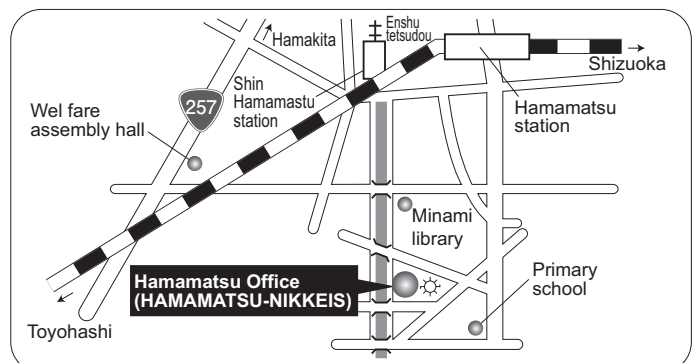 Enshu
tetsudou
Hamakita
Shizuoka
Shin
Hamamastu
station
Hamamatsu
station
Wel fare
assembly hall
257
Minami
library
Hamamatsu Office
(HAMAMATSU-NIKKEIS)
Primary
school
Toyohashi